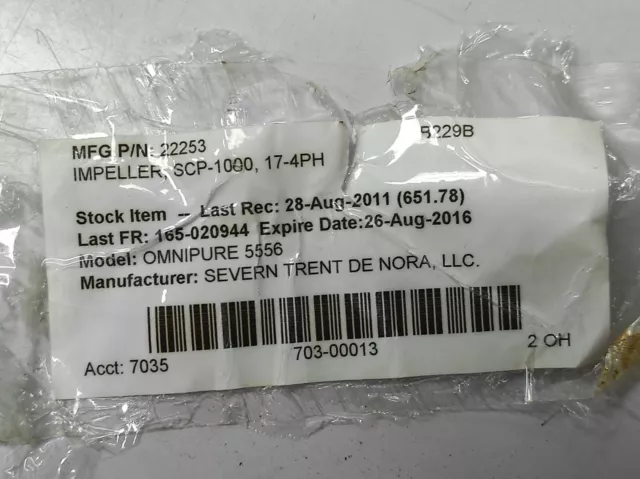 MFG P/N: 22253 B229B
IMPELLER, SCP-1000, 17-4PH
Stock Item -- Last Rec: 28-Aug-2011 (651.78)
Last FR: 165-020944 Expire Date:26-Aug-2016
Model: OMNIPURE 5556
Manufacturer: SEVERN TRENT DE NORA, LLC.
Acct: 7035 703-00013 2 OH